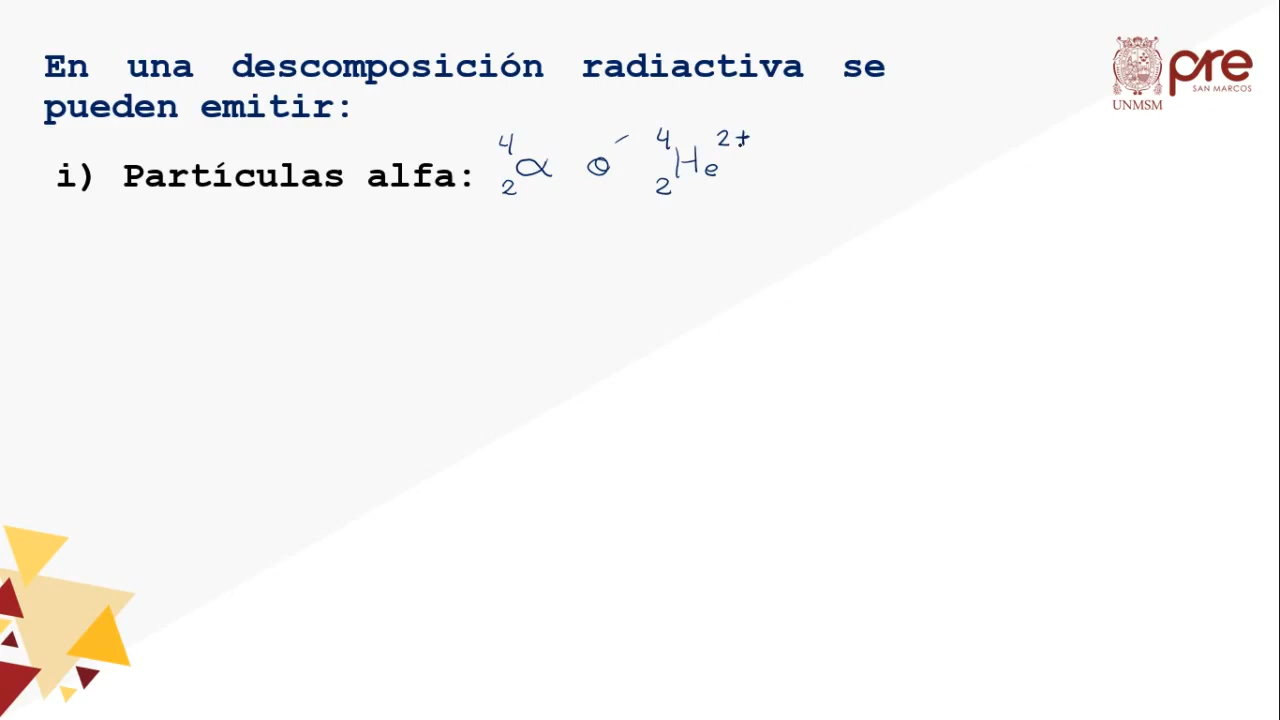 En una descomposición radiactiva se
pueden emitir:
i) Partículas alfa: ⁴₂α ó ⁴₂He²⁺
pre
SAN MARCOS
UNMSM